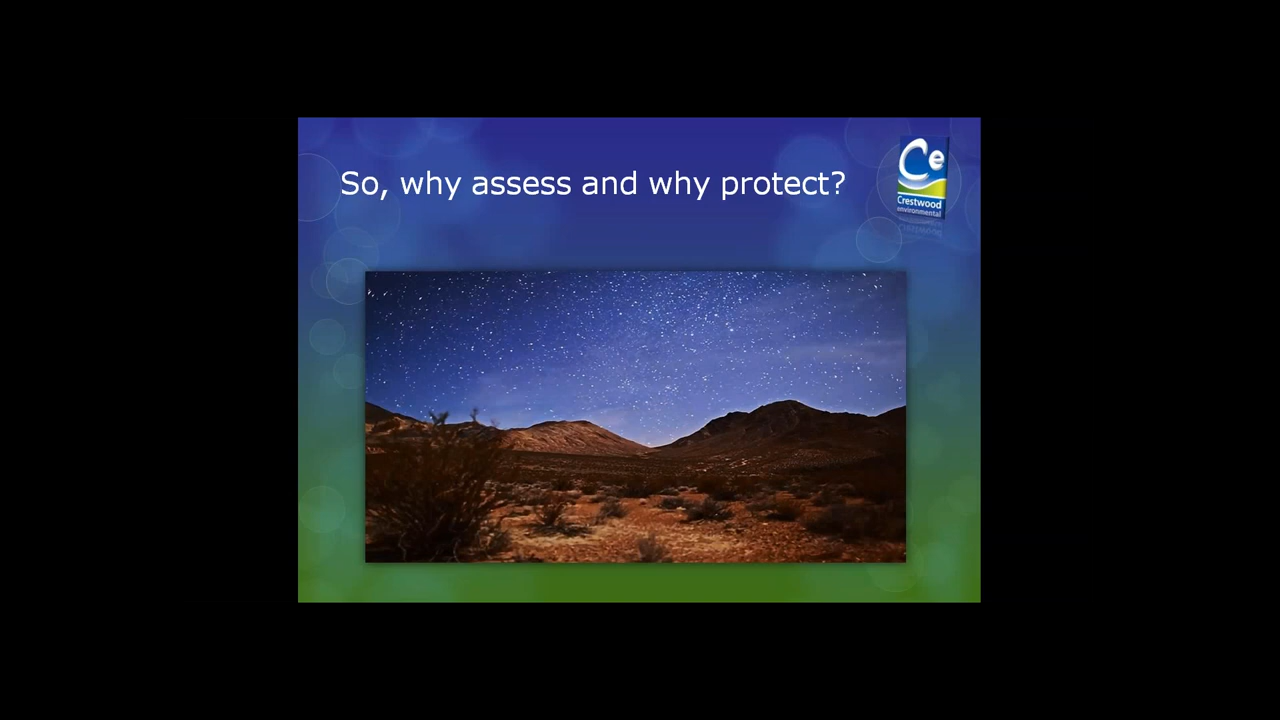 So, why assess and why protect?
Ce
Crestwood
environmental